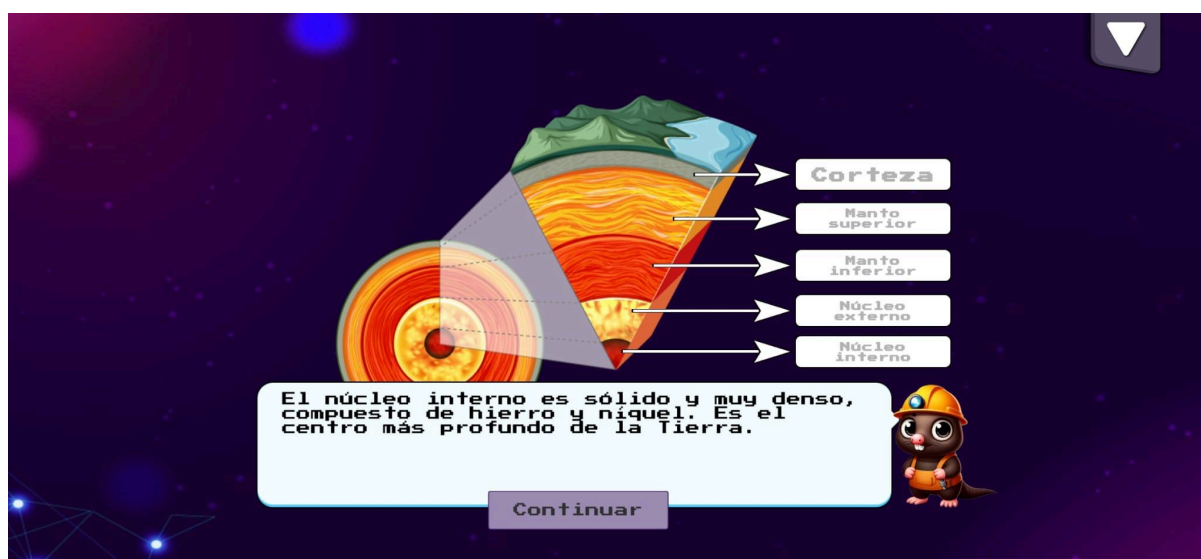 Corteza
Manto
superior
Manto
inferior
Núcleo
externo
Núcleo
interno
El núcleo interno es sólido y muy denso,
compuesto de hierro y níquel. Es el
centro más profundo de la Tierra.
Continuar